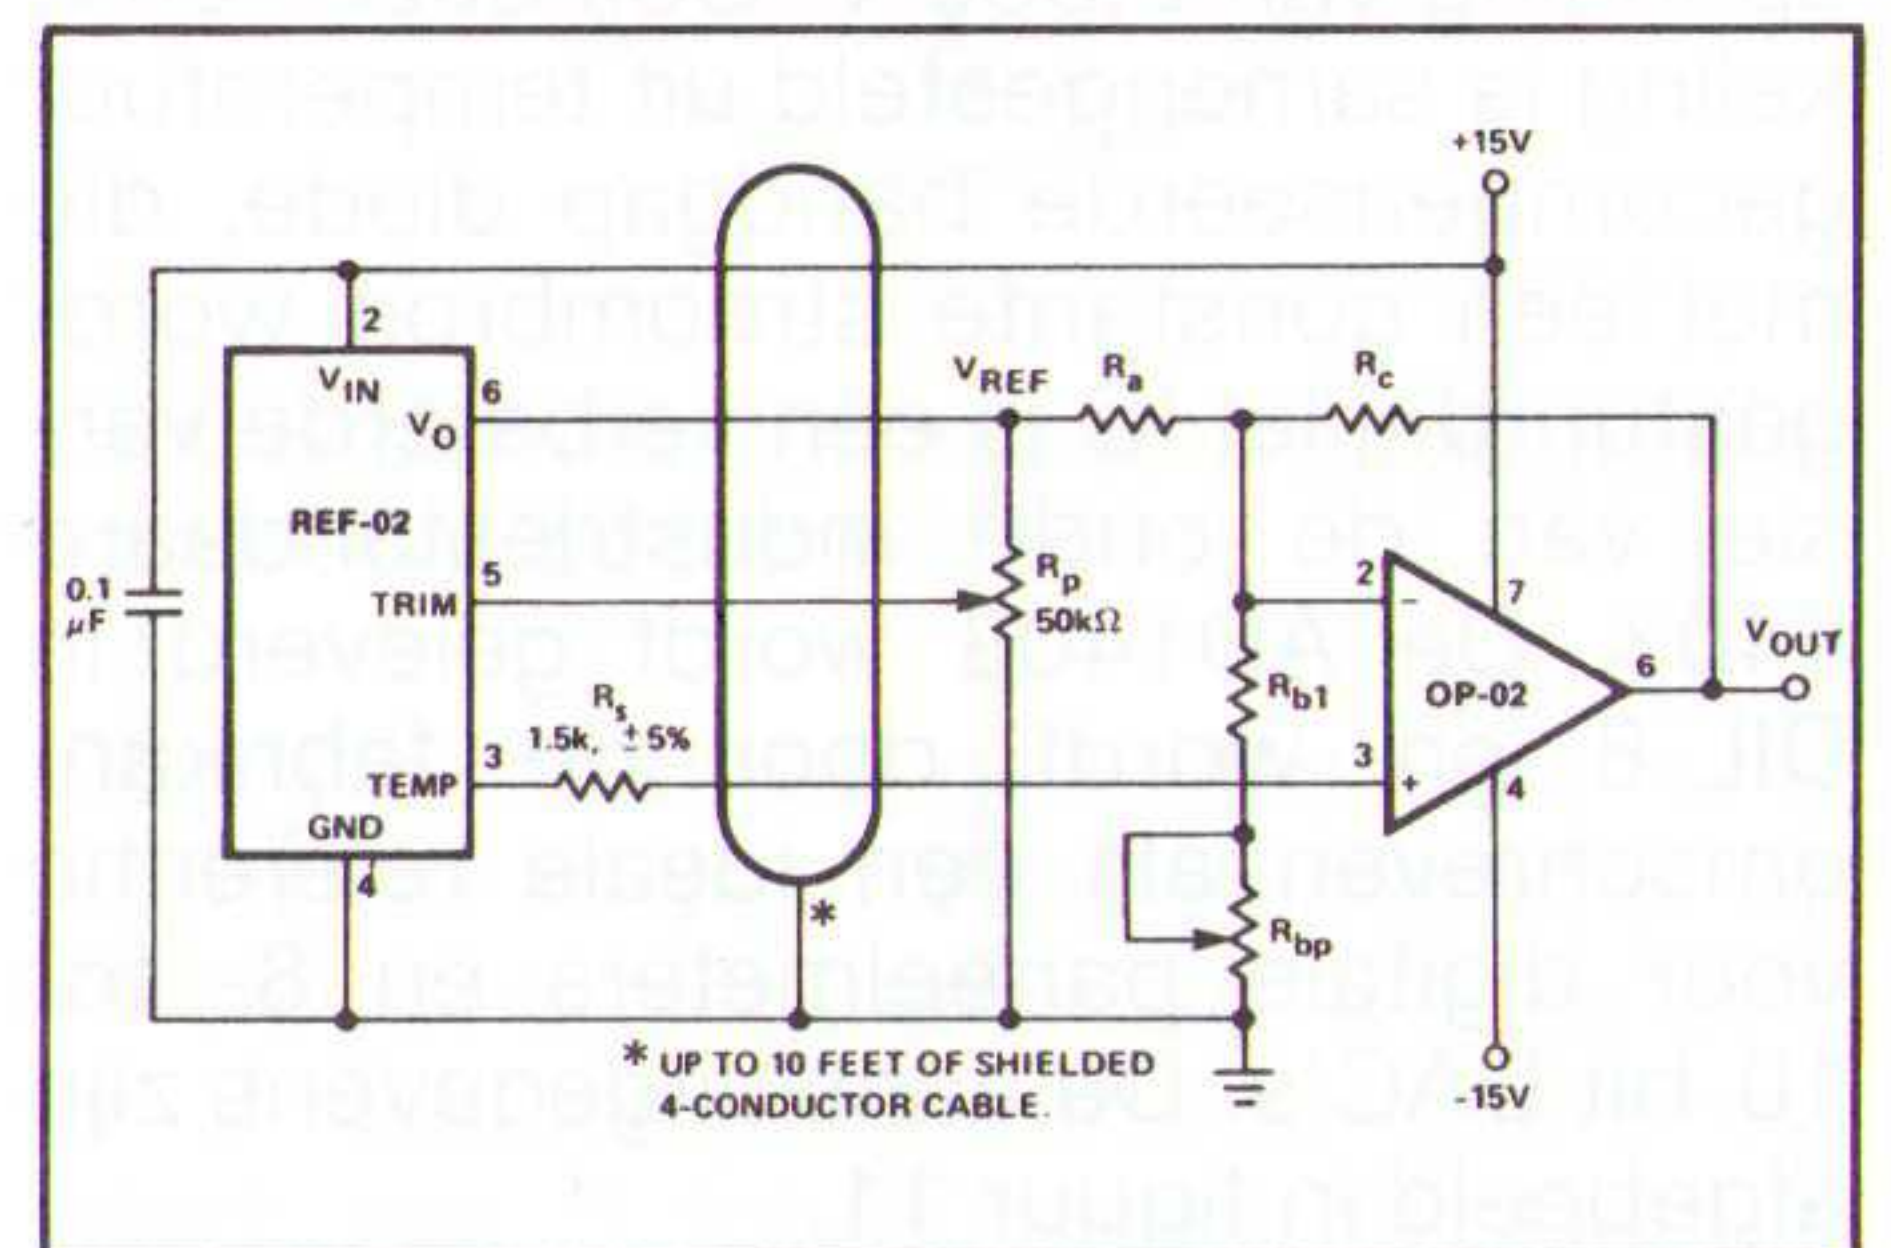 +15V
2
VIN
6
VO
VREF
Ra
Rc
REF-02
5
TRIM
Rp
50kΩ
2
−
7
VOUT
0.1
μF
Rs
1.5k, ±5%
Rb1
OP-02
6
3
TEMP
3
+
4
GND
4
*
Rbp
-15V
* UP TO 10 FEET OF SHIELDED
4-CONDUCTOR CABLE.